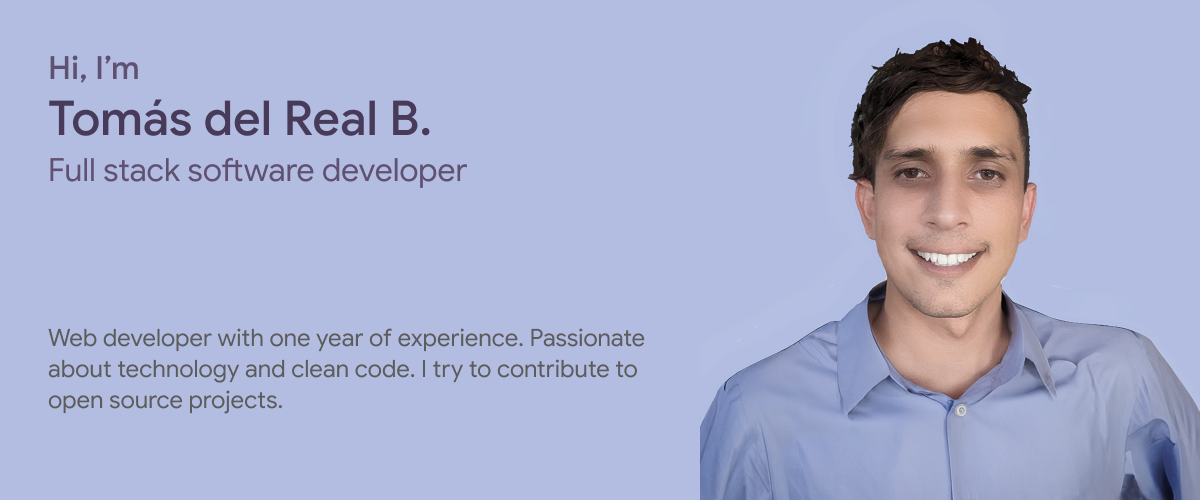 Hi, I’m
Tomás del Real B.
Full stack software developer
Web developer with one year of experience. Passionate
about technology and clean code. I try to contribute to
open source projects.